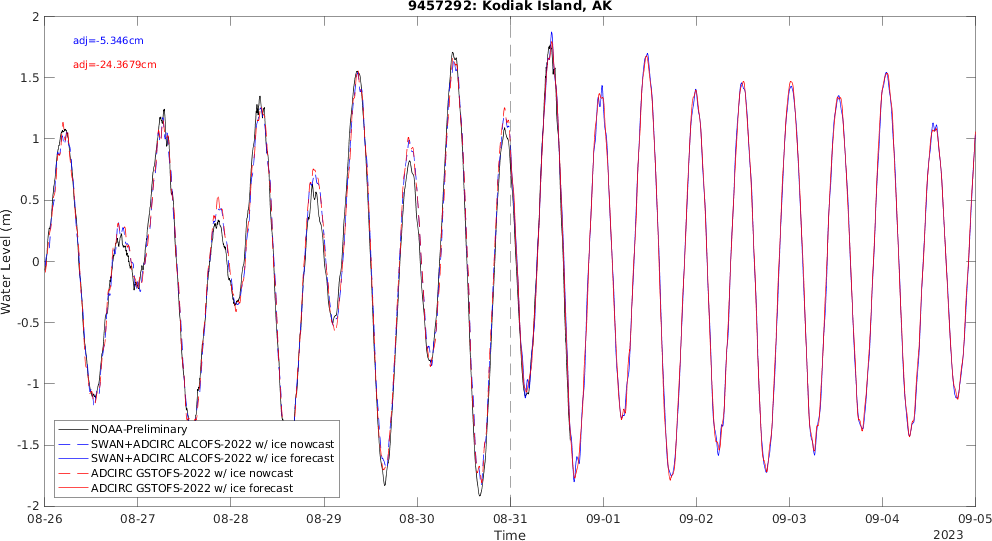 9457292: Kodiak Island, AK
adj=-5.346cm
adj=-24.3679cm
2
1.5
1
0.5
0
-0.5
-1
-1.5
-2
Water Level (m)
NOAA-Preliminary
SWAN+ADCIRC ALCOFS-2022 w/ ice nowcast
SWAN+ADCIRC ALCOFS-2022 w/ ice forecast
ADCIRC GSTOFS-2022 w/ ice nowcast
ADCIRC GSTOFS-2022 w/ ice forecast
08-26 08-27 08-28 08-29 08-30 08-31 09-01 09-02 09-03 09-04 09-05
Time
2023